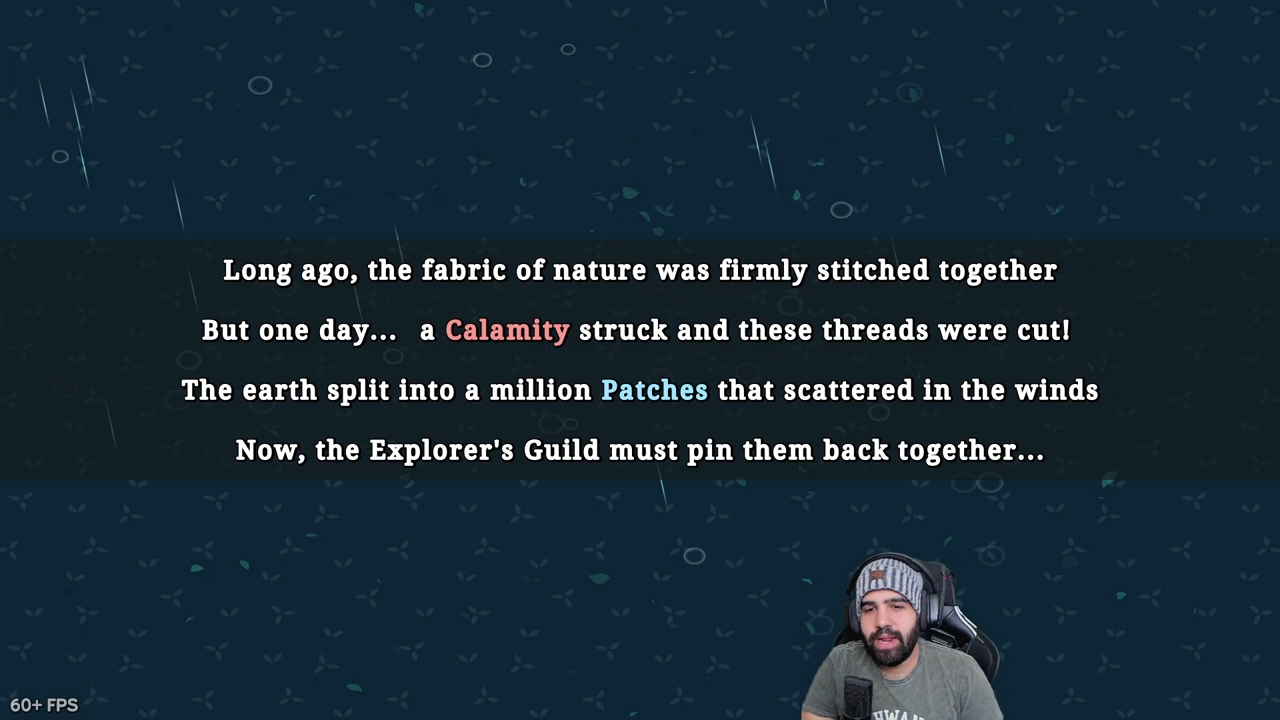 Long ago, the fabric of nature was firmly stitched together
But one day... a Calamity struck and these threads were cut!
The earth split into a million Patches that scattered in the winds
Now, the Explorer's Guild must pin them back together...
60+ FPS